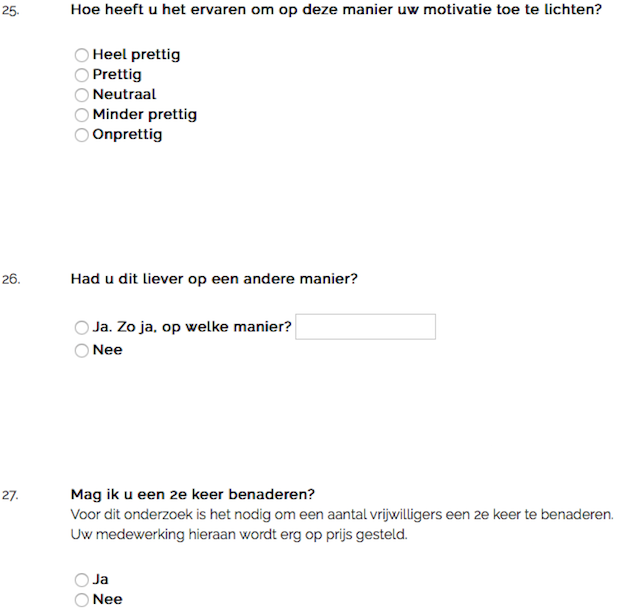 25. Hoe heeft u het ervaren om op deze manier uw motivatie toe te lichten?
Heel prettig
Prettig
Neutraal
Minder prettig
Onprettig
26. Had u dit liever op een andere manier?
Ja. Zo ja, op welke manier?
Nee
27. Mag ik u een 2e keer benaderen?
Voor dit onderzoek is het nodig om een aantal vrijwilligers een 2e keer te benaderen.
Uw medewerking hieraan wordt erg op prijs gesteld.
Ja
Nee